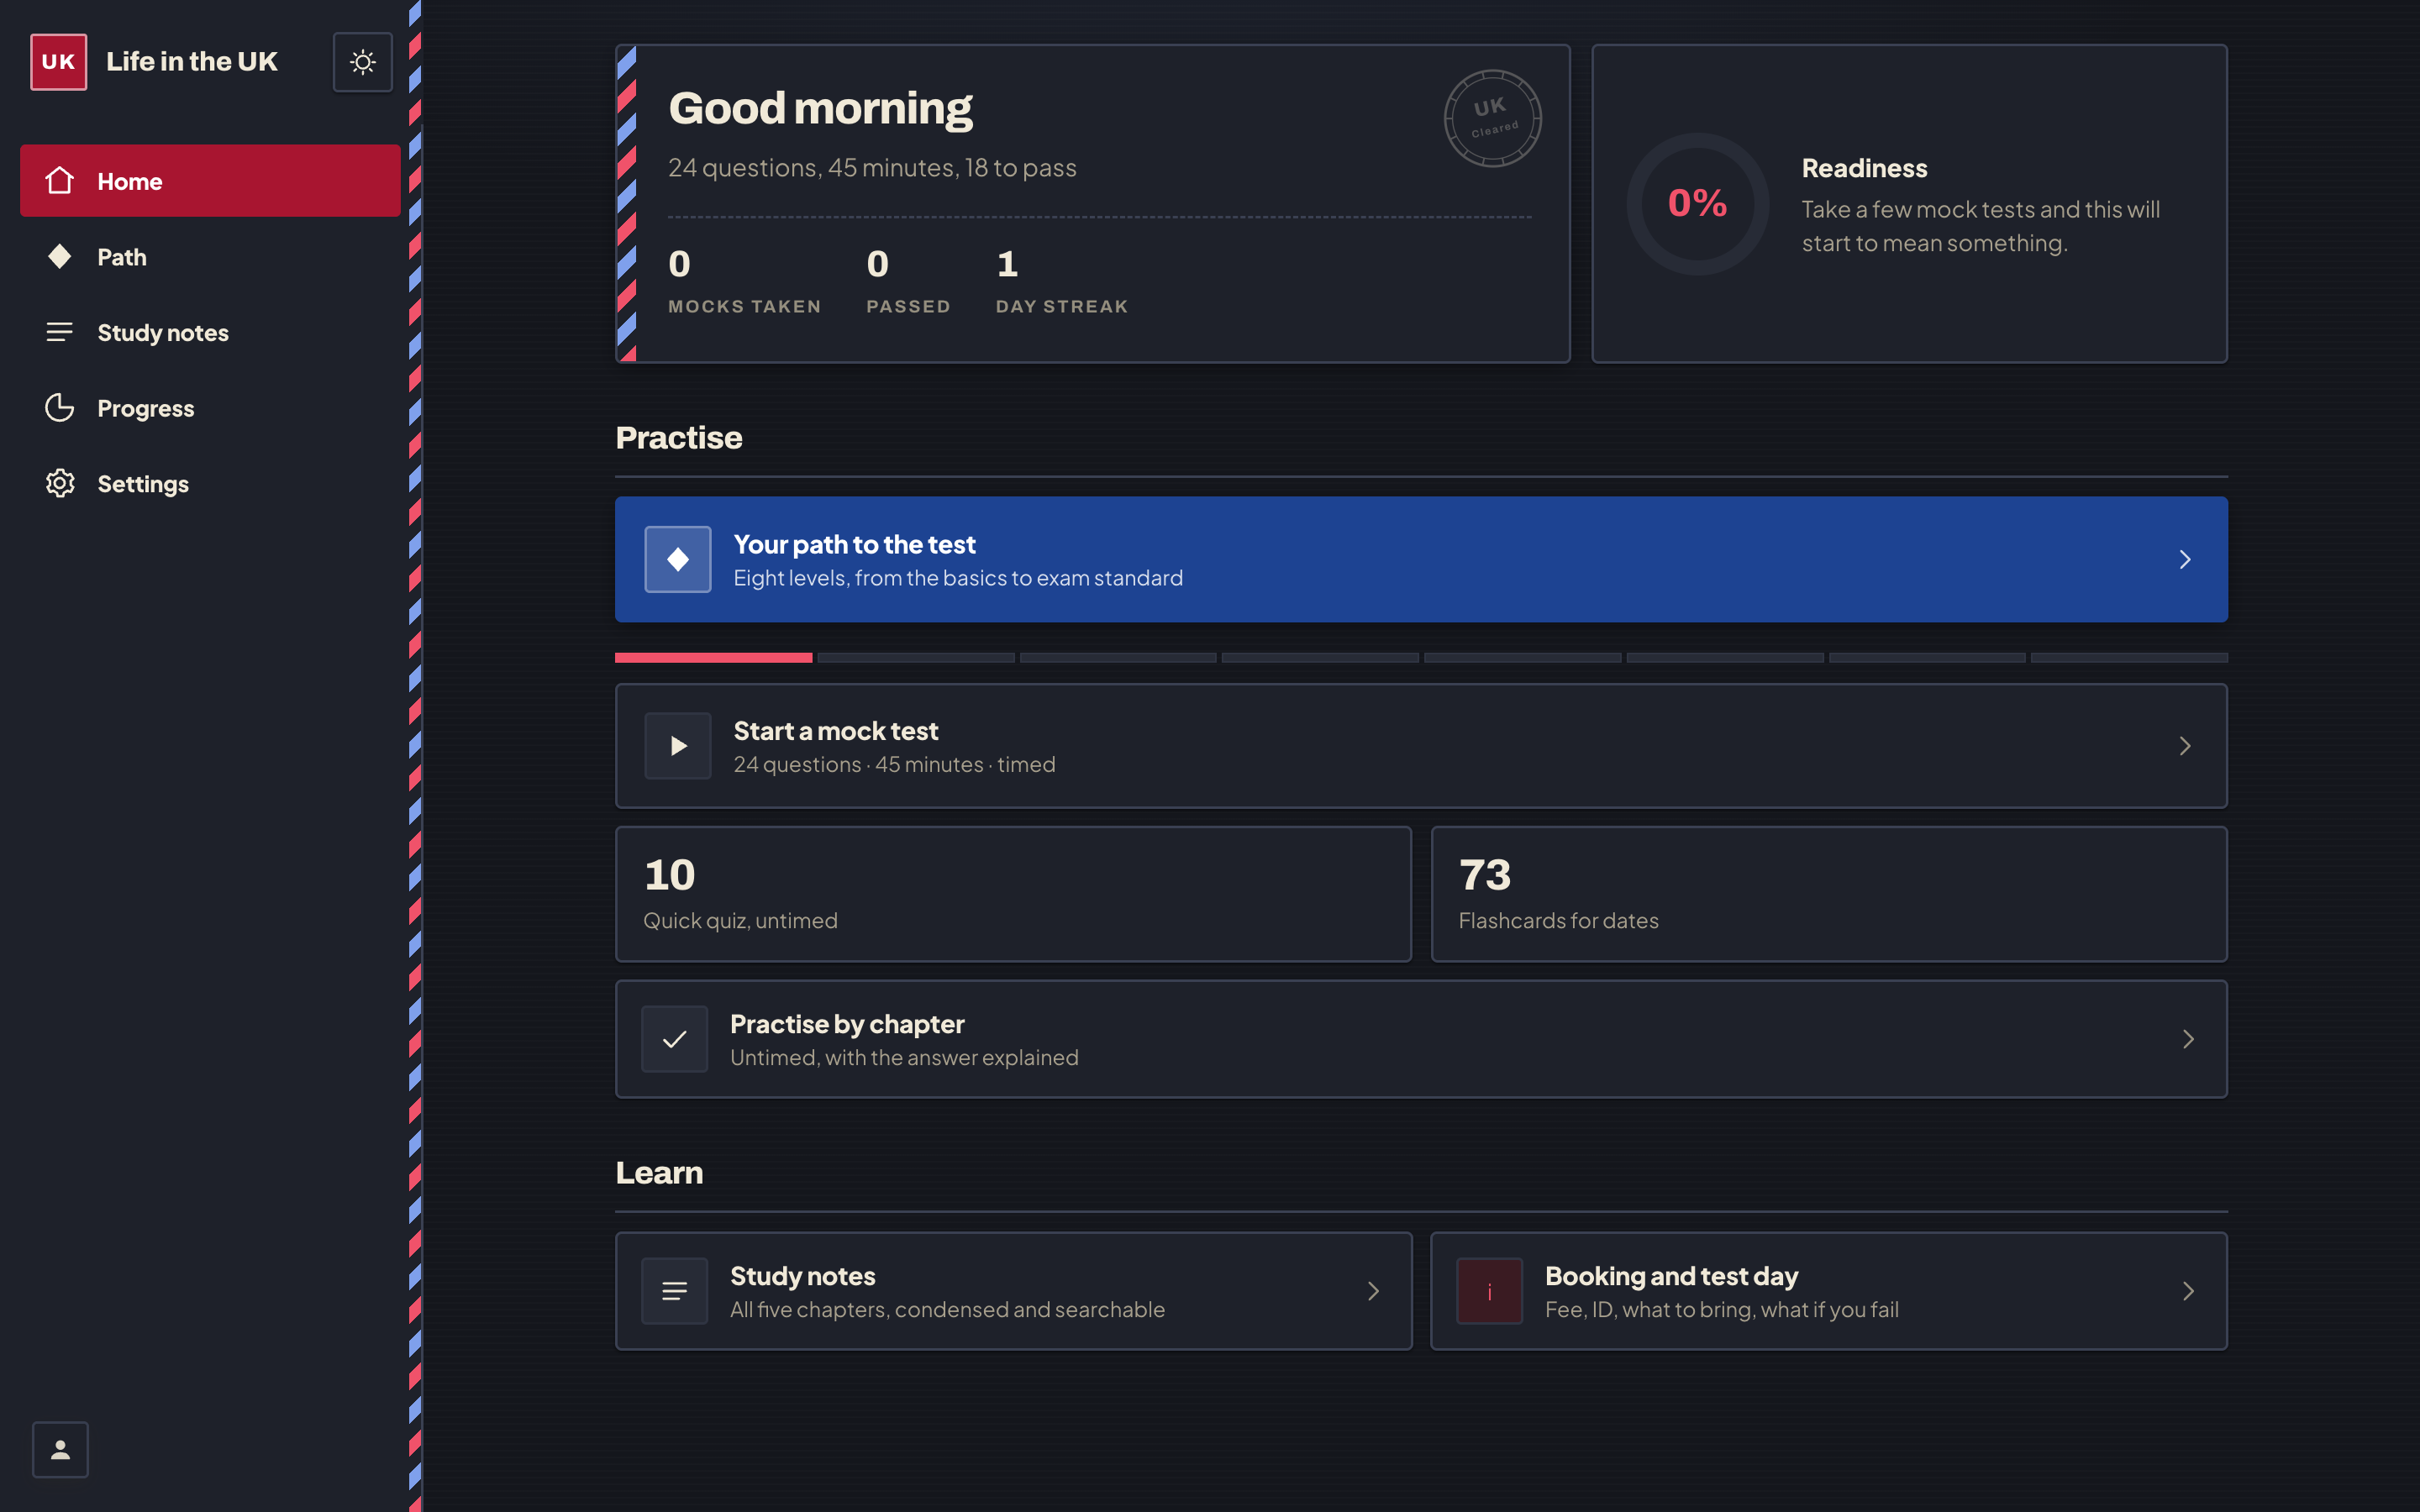 UK
Life in the UK
Home
Path
Study notes
Progress
Settings
Good morning
24 questions, 45 minutes, 18 to pass
UK
Cleared
0
MOCKS TAKEN
0
PASSED
1
DAY STREAK
0%
Readiness
Take a few mock tests and this will
start to mean something.
Practise
Your path to the test
Eight levels, from the basics to exam standard
Start a mock test
24 questions · 45 minutes · timed
10
Quick quiz, untimed
73
Flashcards for dates
Practise by chapter
Untimed, with the answer explained
Learn
Study notes
All five chapters, condensed and searchable
i
Booking and test day
Fee, ID, what to bring, what if you fail